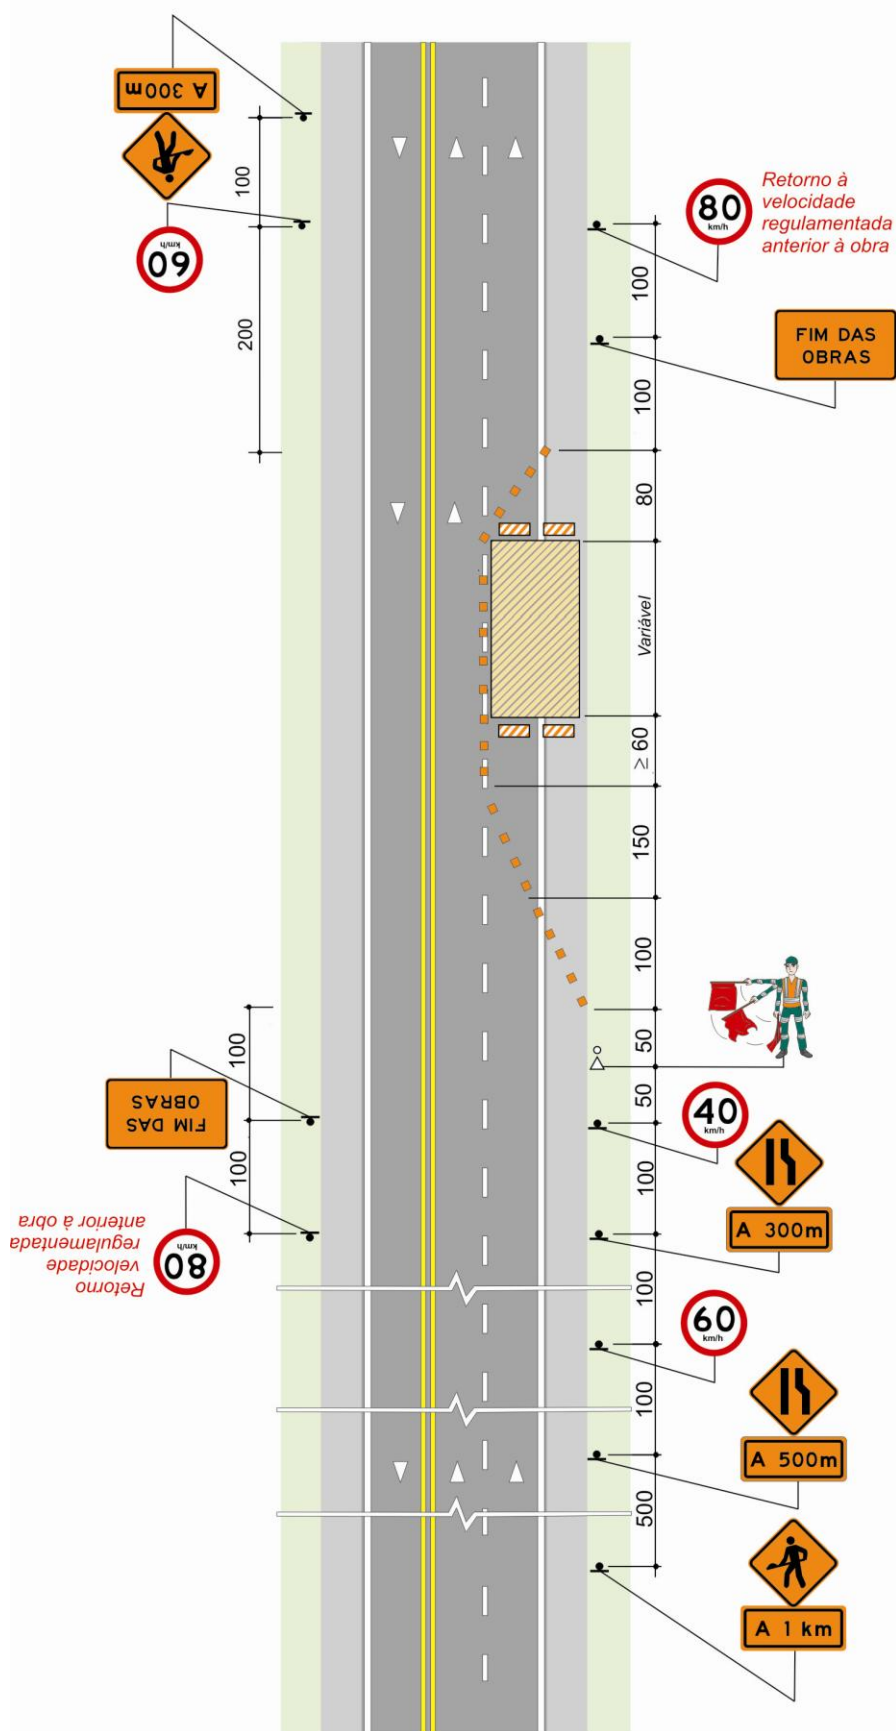 A 300m
100
60
km/h
200
80
km/h
Retorno à
velocidade
regulamentada
anterior à obra
100
FIM DAS
OBRAS
100
80
Variável
≥ 60
150
100
50
50
100
FIM DAS
OBRAS
100
80
km/h
Retorno
velocidade
regulamentada
anterior à obra
40
km/h
100
A 300m
100
60
km/h
100
A 500m
500
A 1 km